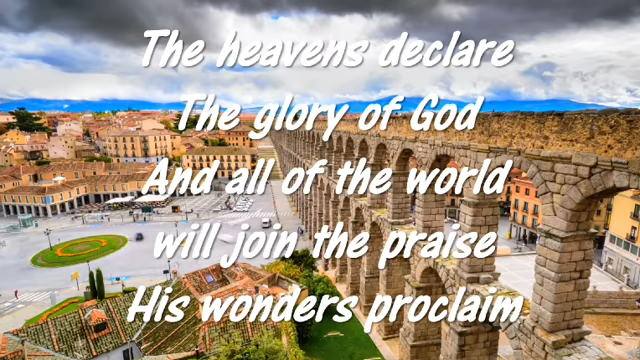 The heavens declare
The glory of God
And all of the world
will join the praise
His wonders proclaim